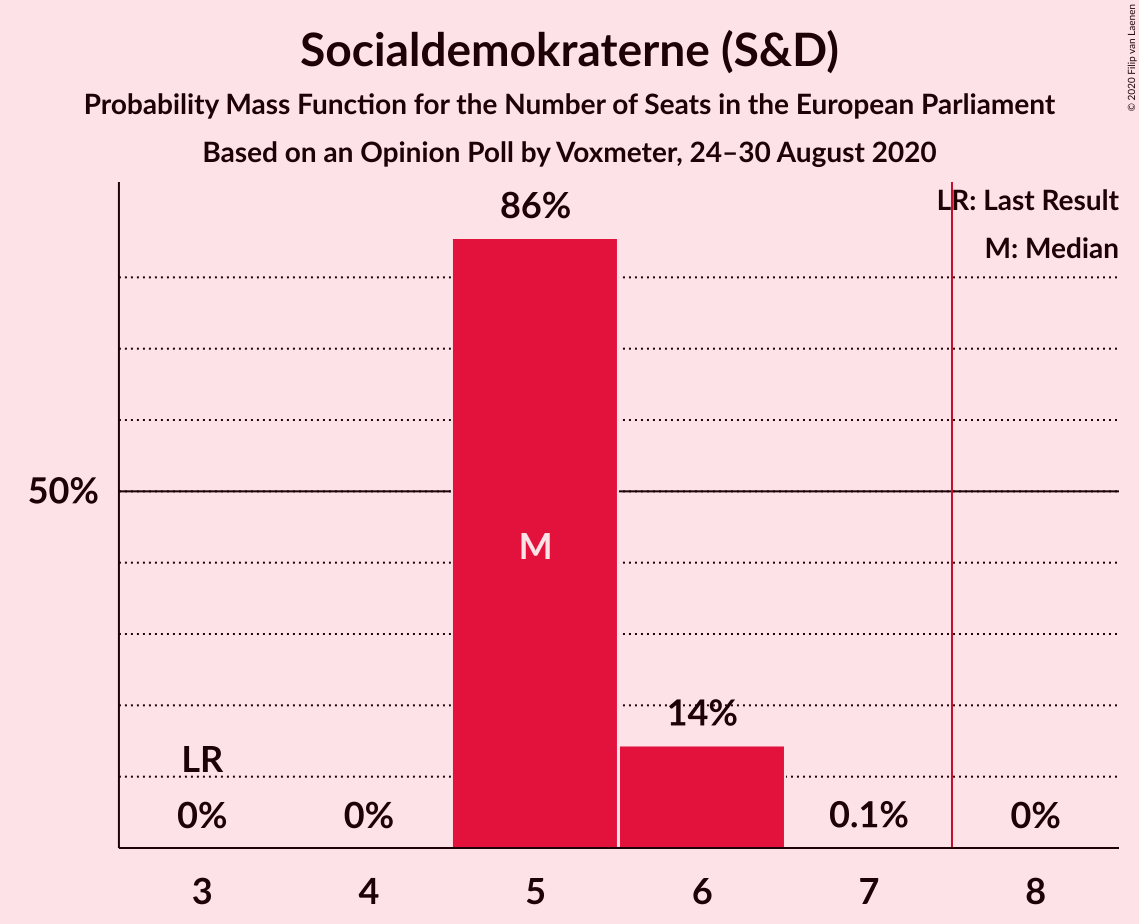 Socialdemokraterne (S&D)
Probability Mass Function for the Number of Seats in the European Parliament
Based on an Opinion Poll by Voxmeter, 24–30 August 2020
© 2020 Filip van Laenen
LR: Last Result
M: Median
86%
50%
M
14%
LR
0%
0%
0.1%
0%
3
4
5
6
7
8